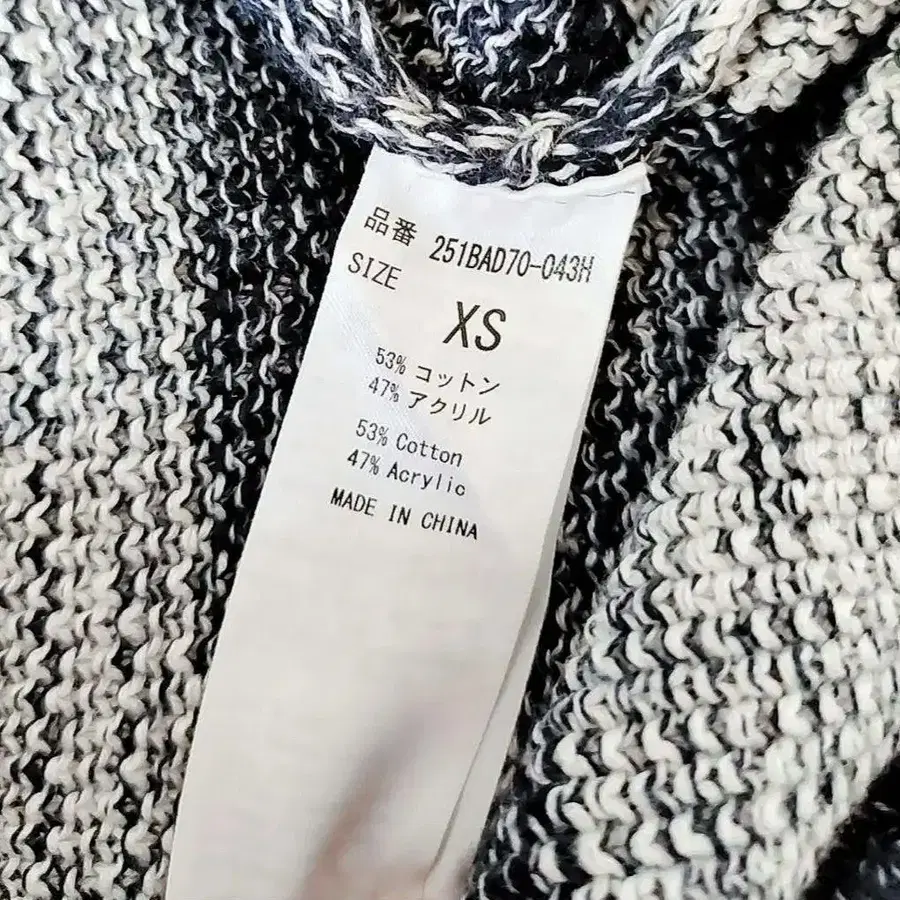 品番 251BAD70-043H
SIZE
XS
53% コットン
47% アクリル
53% Cotton
47% Acrylic
MADE IN CHINA